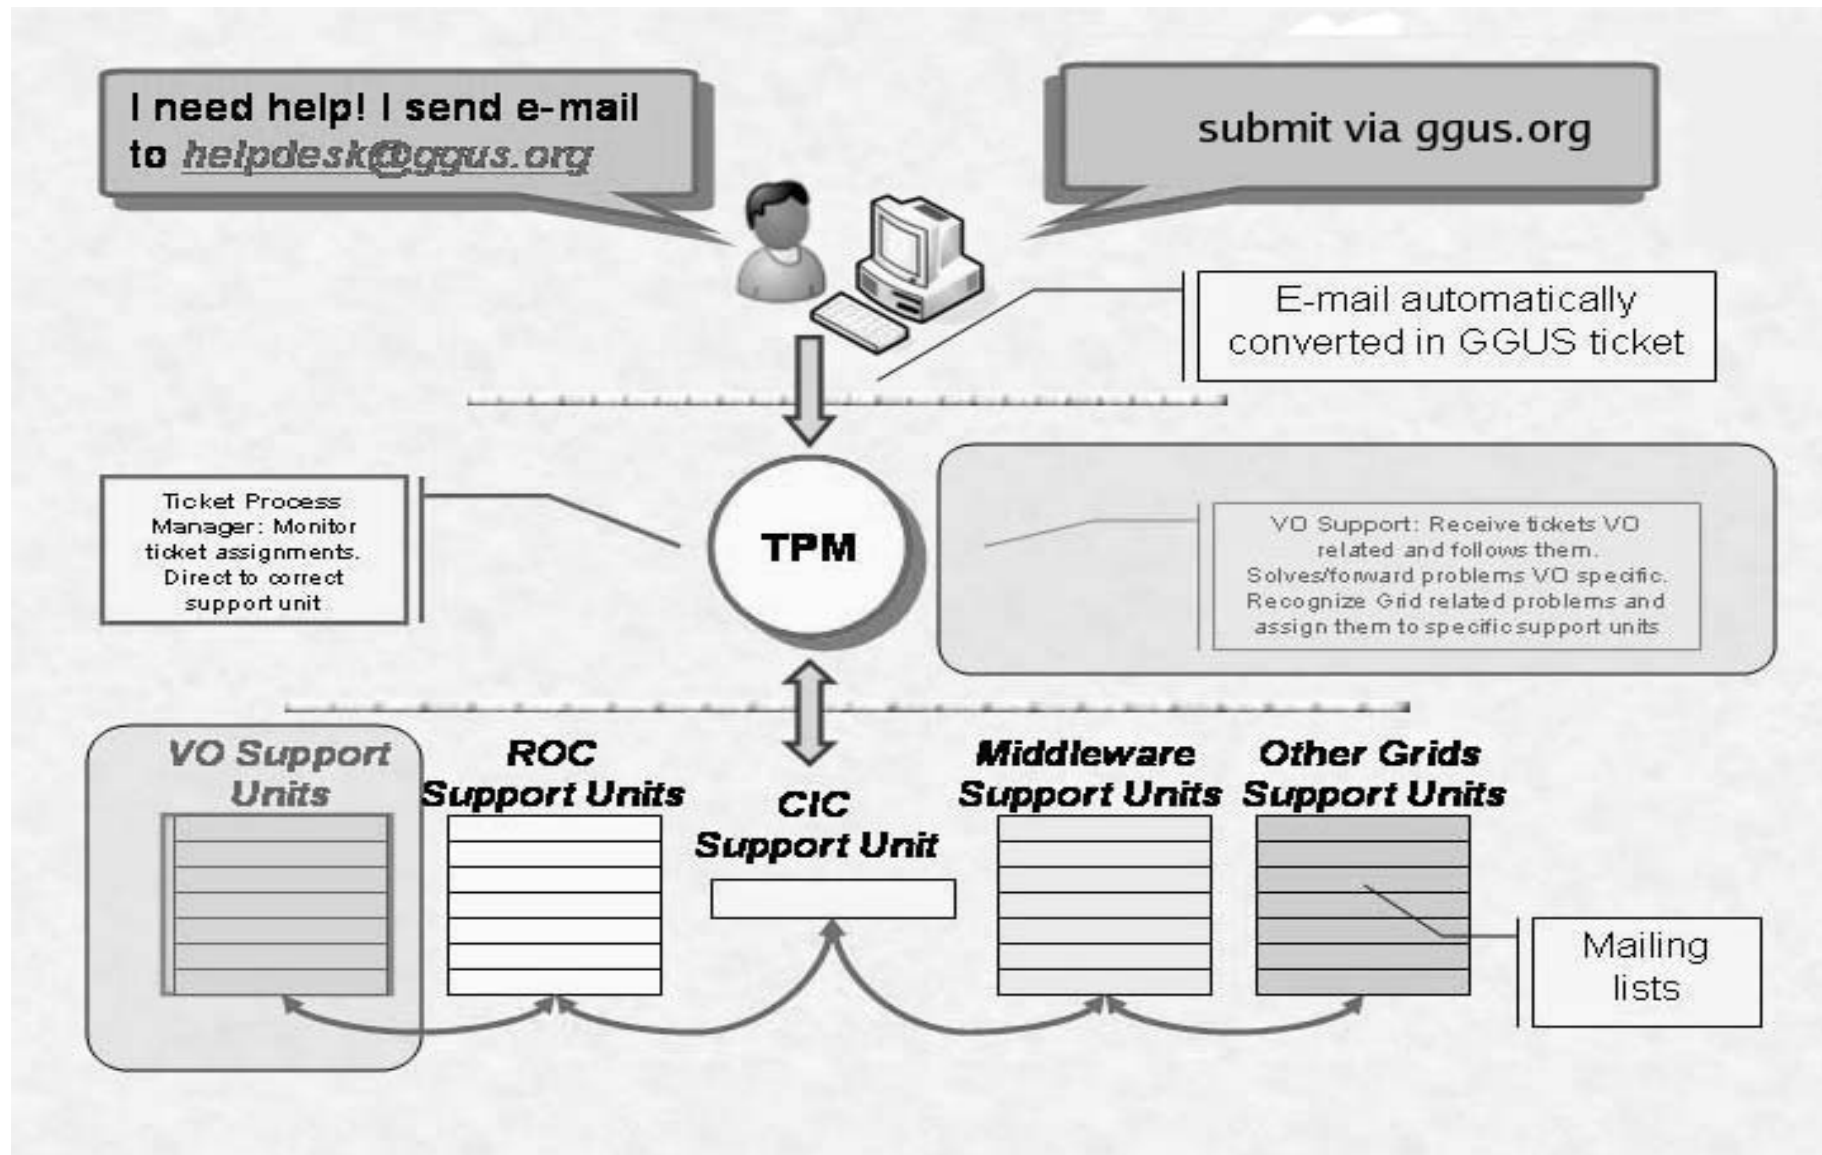 I need help! I send e-mail
to helpdesk@ggus.org
submit via ggus.org
E-mail automatically
converted in GGUS ticket
Ticket Process
Manager: Monitor
ticket assignments.
Direct to correct
support unit
TPM
VO Support: Receive tickets VO
related and follows them.
Solves/forward problems VO specific.
Recognize Grid related problems and
assign them to specific support units
VO Support
Units
ROC
Support Units
CIC
Support Unit
Middleware
Support Units
Other Grids
Support Units
Mailing
lists